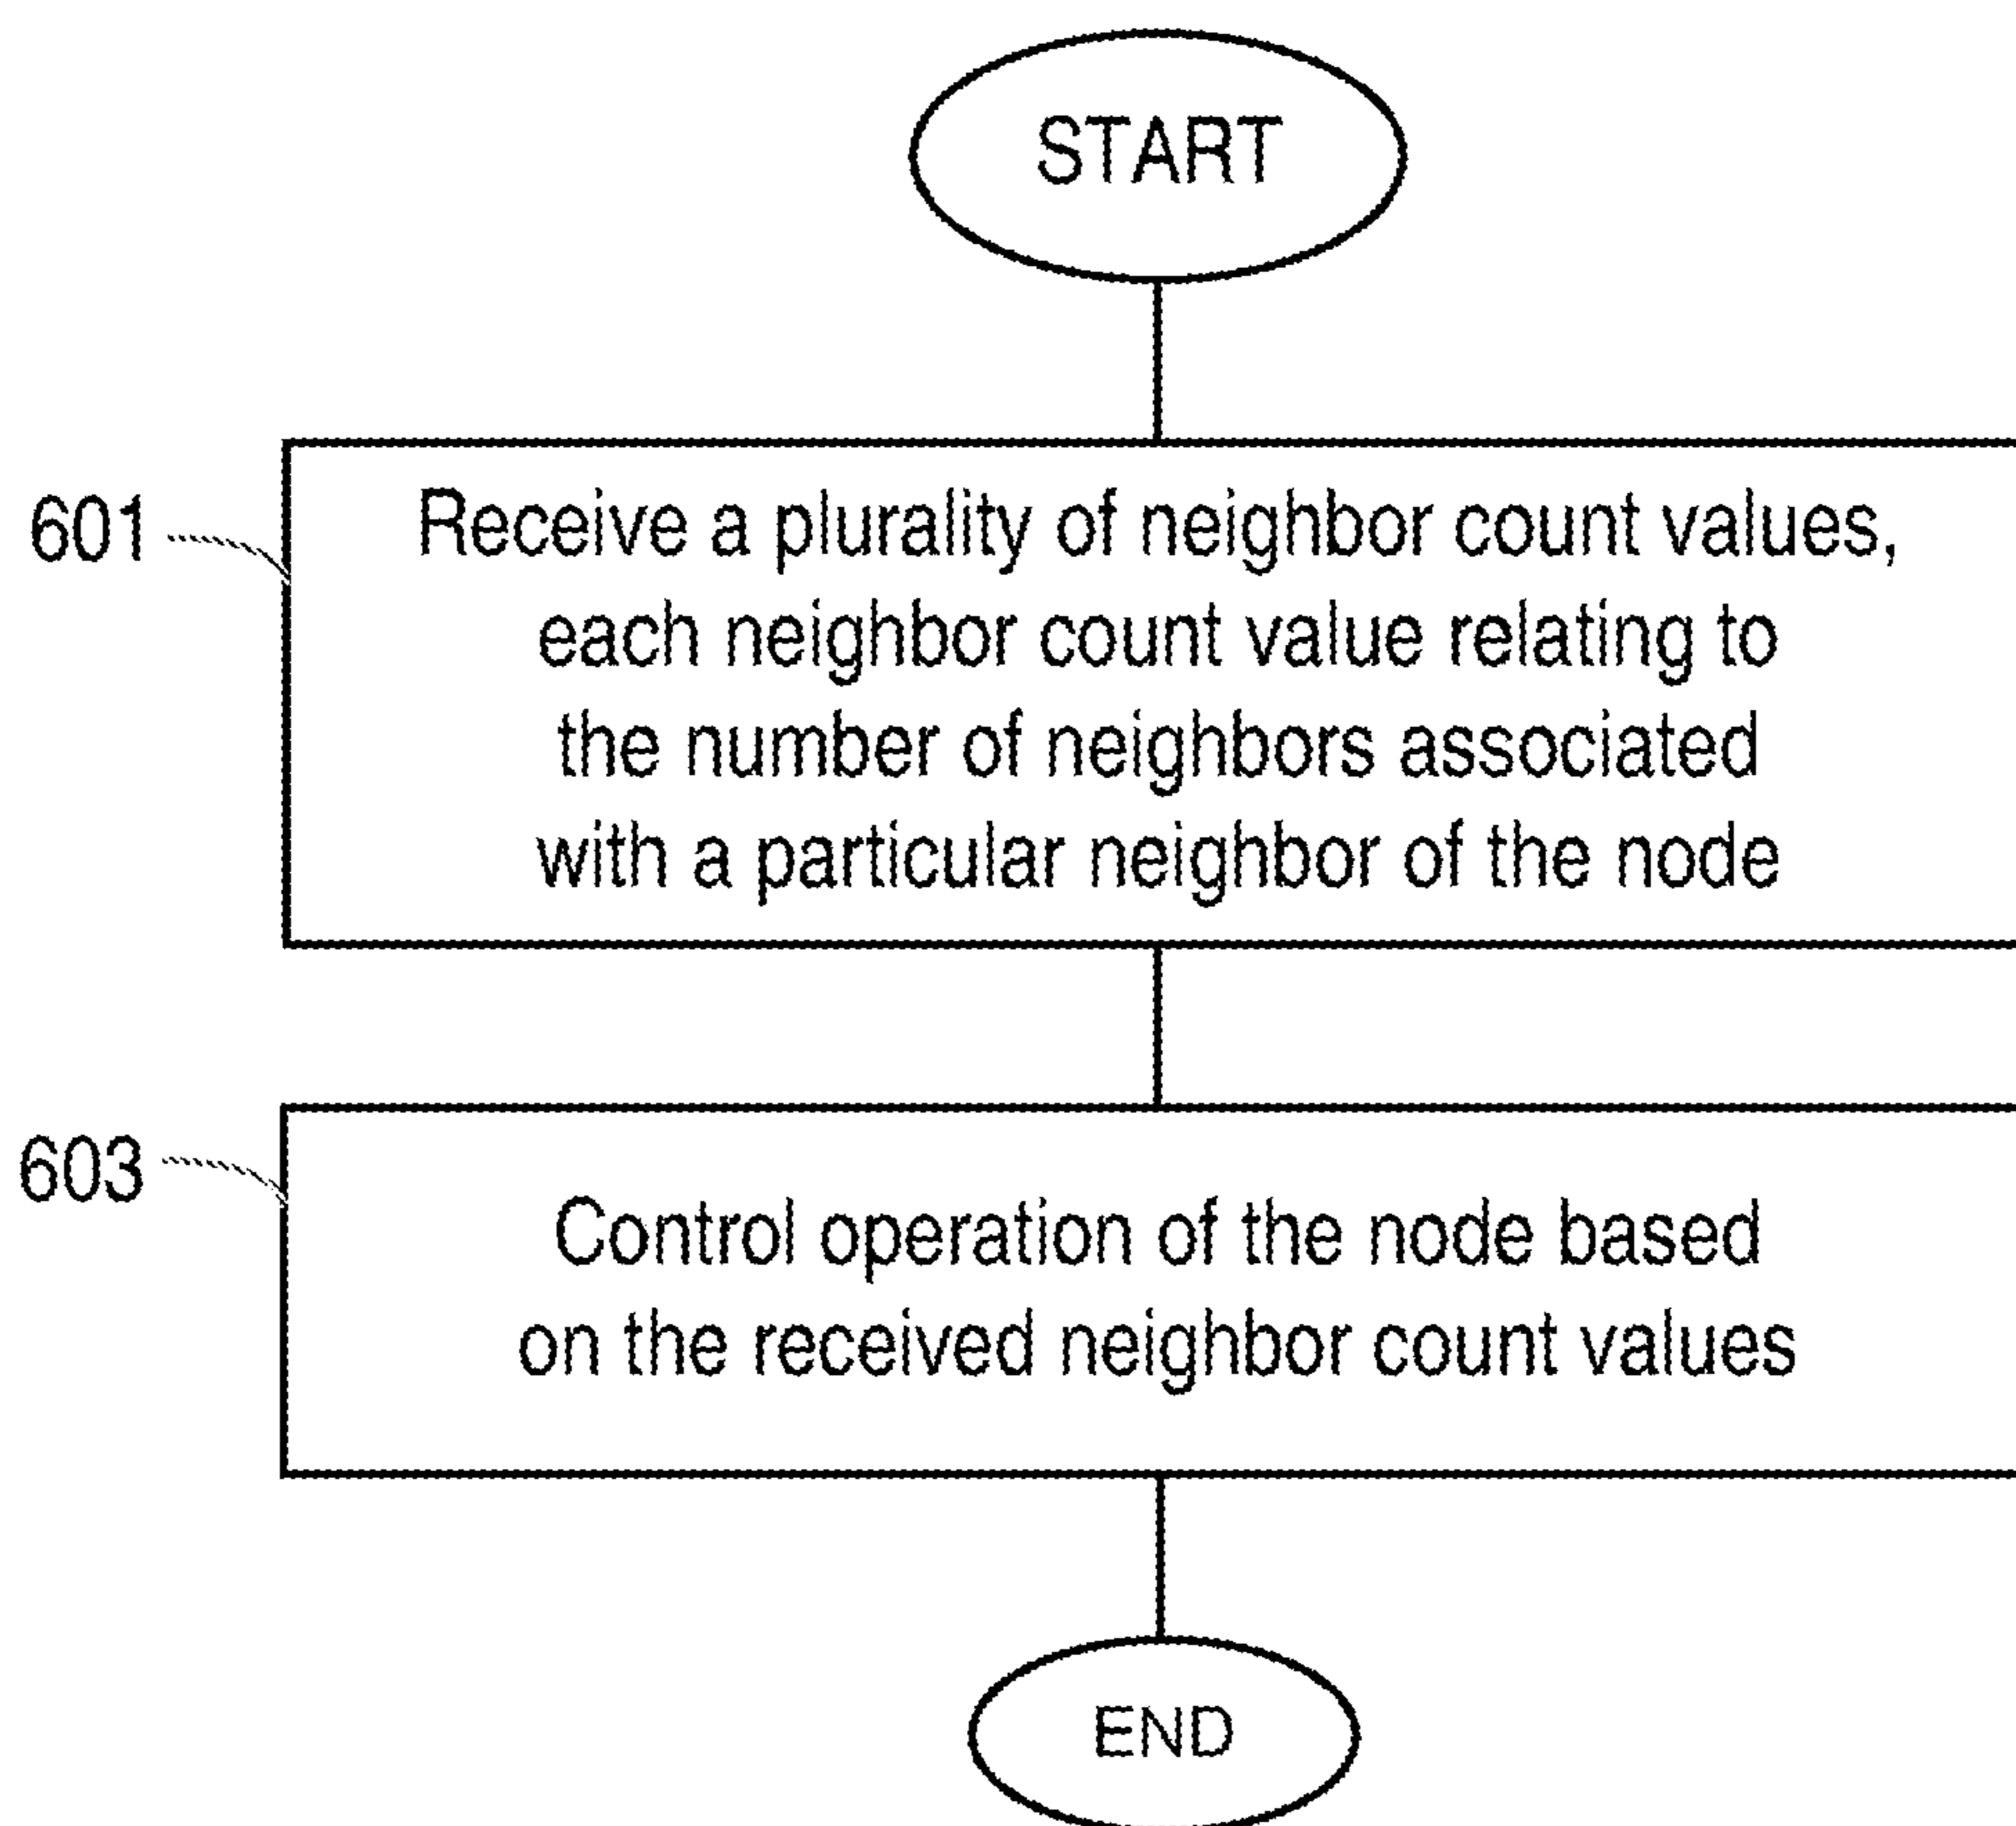 START
601
Receive a plurality of neighbor count values,
each neighbor count value relating to
the number of neighbors associated
with a particular neighbor of the node
603
Control operation of the node based
on the received neighbor count values
END